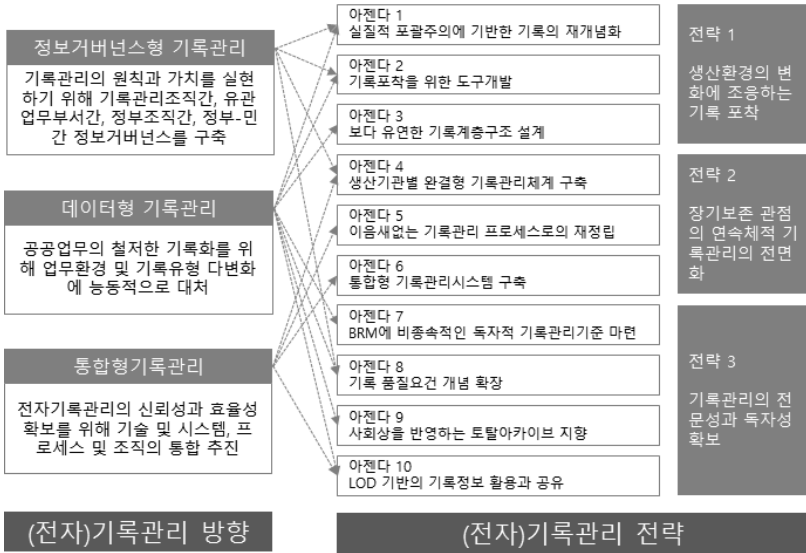 정보거버넌스형 기록관리
기록관리의 원칙과 가치를 실현
하기 위해 기록관리조직간, 유관
업무부서간, 정부조직간, 정부-민
간 정보거버넌스를 구축
데이터형 기록관리
공공업무의 철저한 기록화를 위
해 업무환경 및 기록유형 다변화
에 능동적으로 대처
통합형기록관리
전자기록관리의 신뢰성과 효율성
확보를 위해 기술 및 시스템, 프
로세스 및 조직의 통합 추진
(전자)기록관리 방향
아젠다 1
실질적 포괄주의에 기반한 기록의 재개념화
아젠다 2
기록포착을 위한 도구개발
아젠다 3
보다 유연한 기록계층구조 설계
아젠다 4
생산기관별 완결형 기록관리체계 구축
아젠다 5
이음새없는 기록관리 프로세스로의 재정립
아젠다 6
통합형 기록관리시스템 구축
아젠다 7
BRM에 비종속적인 독자적 기록관리기준 마련
아젠다 8
기록 품질요건 개념 확장
아젠다 9
사회상을 반영하는 토탈아카이브 지향
아젠다 10
LOD 기반의 기록정보 활용과 공유
전략 1
생산환경의 변
화에 조응하는
기록 포착
전략 2
장기보존 관점
의 연속체적 기
록관리의 전면
화
전략 3
기록관리의 전
문성과 독자성
확보
(전자)기록관리 전략